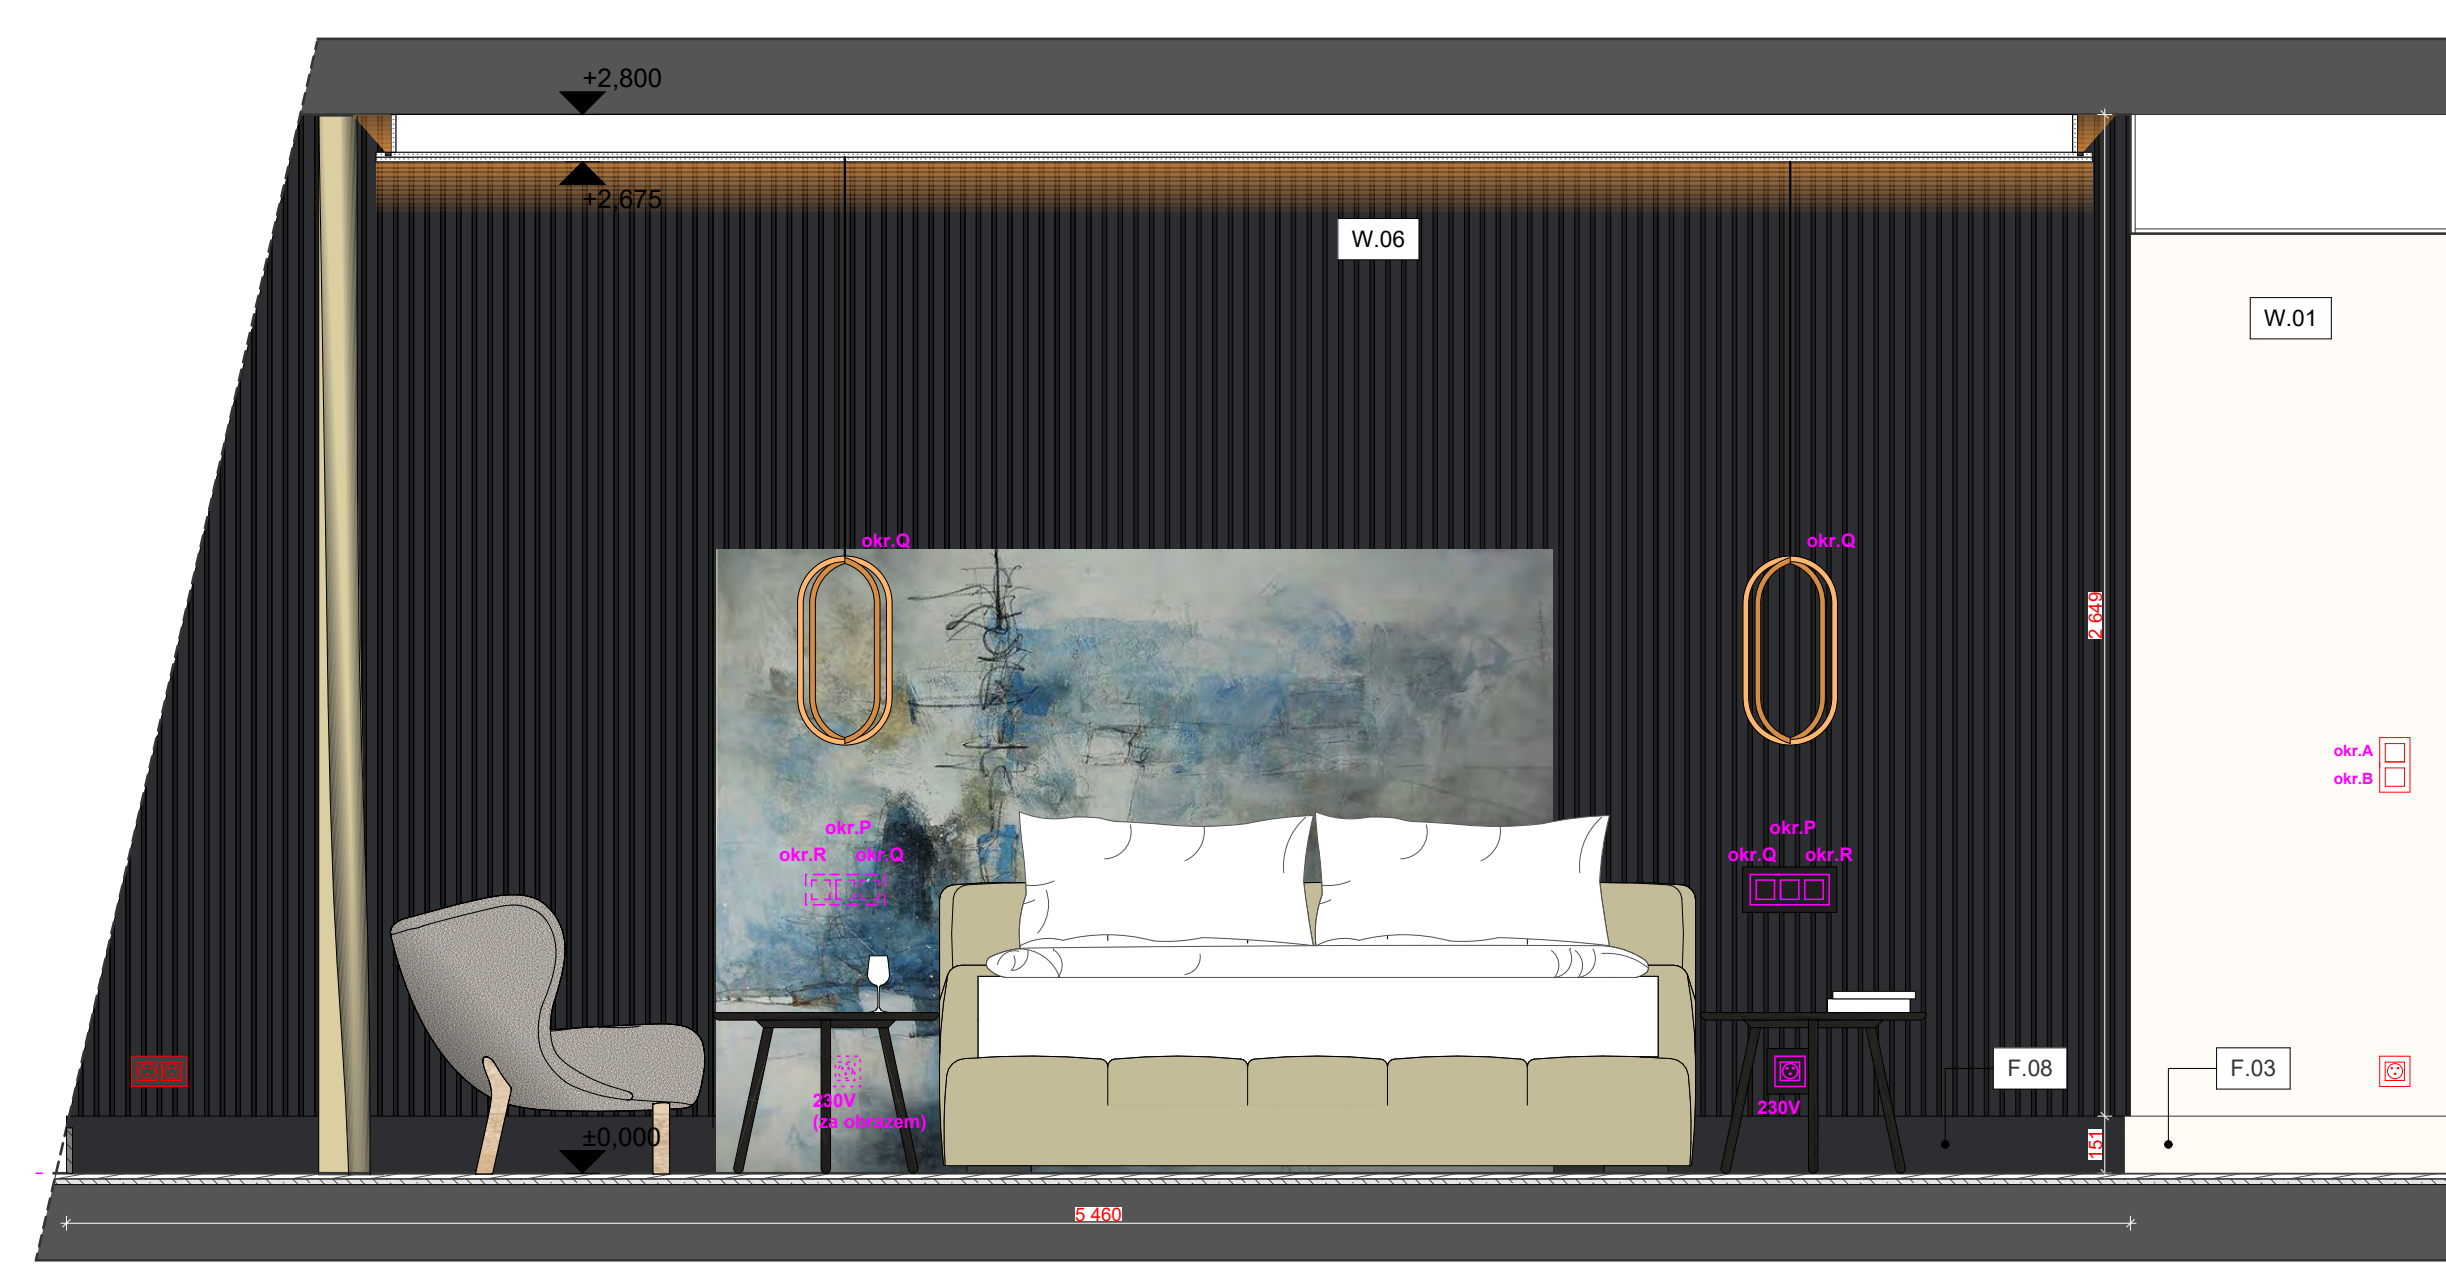 +2,800
+2,675
W.06
W.01
okr.Q
okr.Q
2 649
okr.A
okr.B
okr.P
okr.R okr.Q
okr.P
okr.Q okr.R
F.08
F.03
230V
(za obrazem)
230V
±0,000
151
5 460